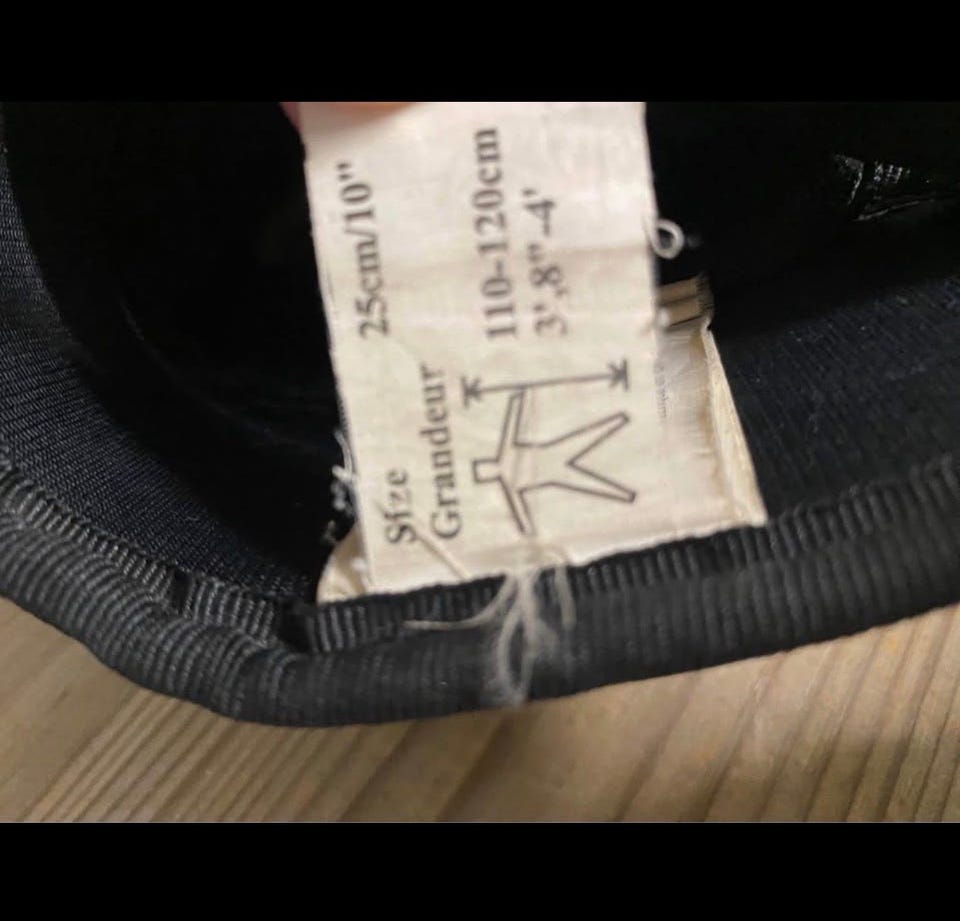 Size 25cm/10"
Grandeur
110-120cm
3',8"-4'